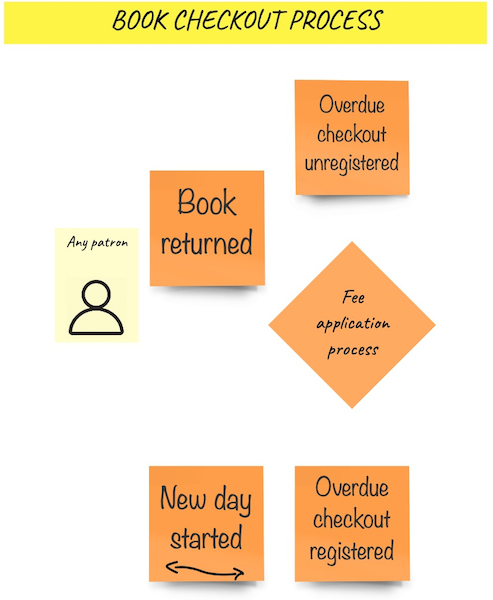 BOOK CHECKOUT PROCESS
Overdue
checkout
unregistered
Book
returned
Any patron
Fee
application
process
New day
started
Overdue
checkout
registered